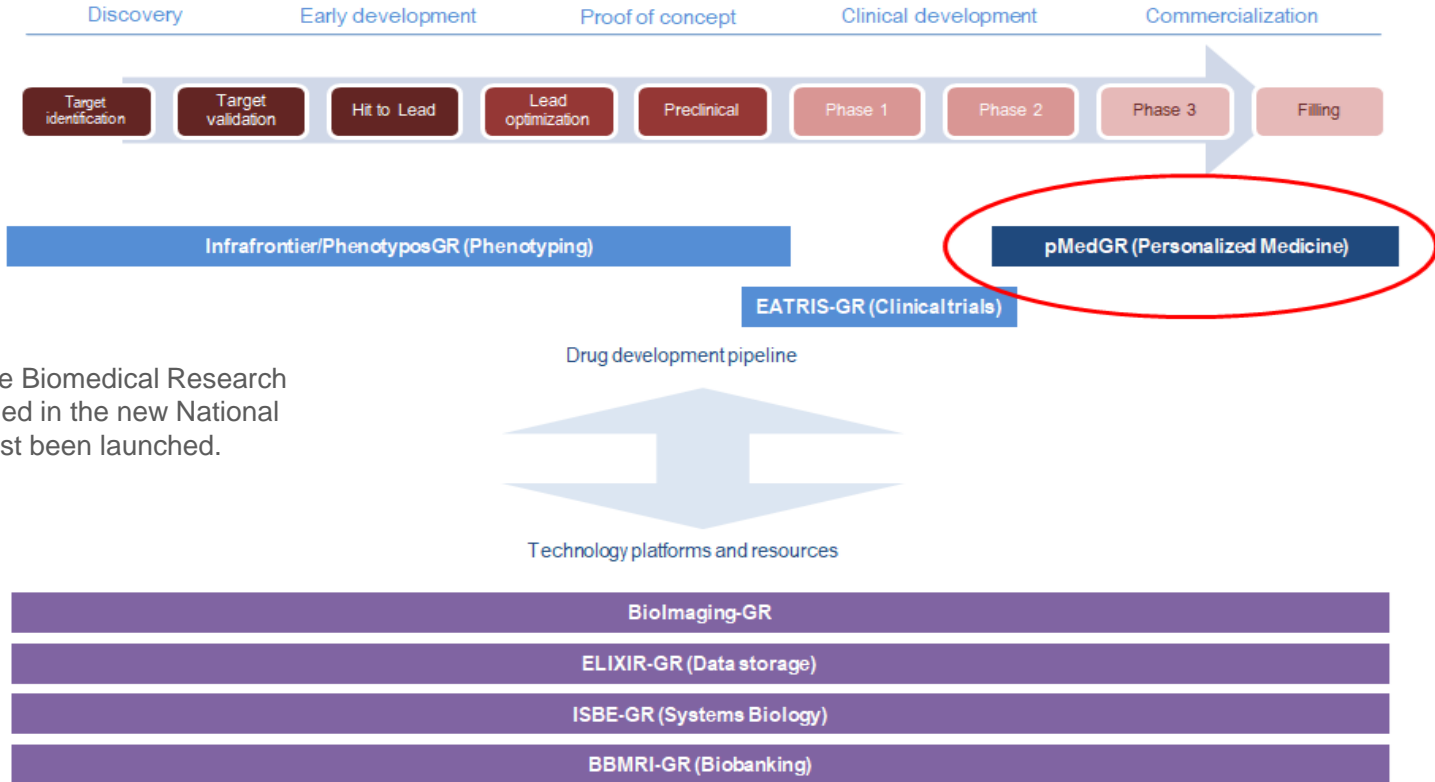 Discovery
Early development
Proof of concept
Clinical development
Commercialization
Target
identification
Target
validation
Hit to Lead
Lead
optimization
Preclinical
Phase 1
Phase 2
Phase 3
Filling
Infrafrontier/PhenotyposGR (Phenotyping)
pMedGR (Personalized Medicine)
EATRIS-GR (Clinical trials)
Drug development pipeline
e Biomedical Research
ed in the new National
st been launched.
Technology platforms and resources
BioImaging-GR
ELIXIR-GR (Data storage)
ISBE-GR (Systems Biology)
BBMRI-GR (Biobanking)